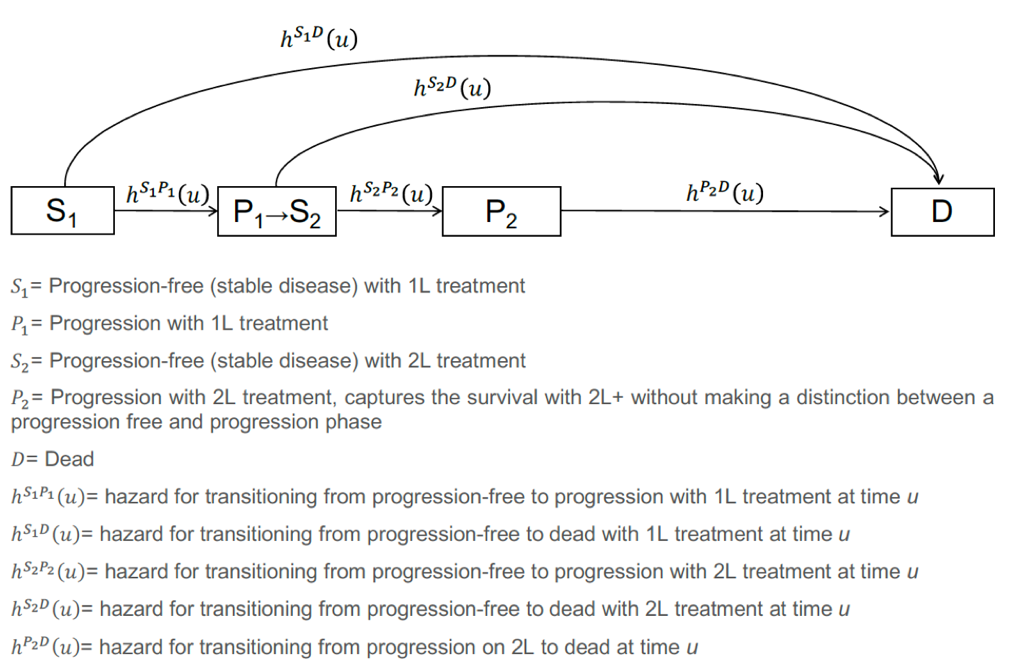 h^{S₁D}(u)
h^{S₂D}(u)
S₁ h^{S₁P₁}(u) P₁→S₂ h^{S₂P₂}(u) P₂ h^{P₂D}(u) D
S₁= Progression-free (stable disease) with 1L treatment
P₁= Progression with 1L treatment
S₂= Progression-free (stable disease) with 2L treatment
P₂= Progression with 2L treatment, captures the survival with 2L+ without making a distinction between a
progression free and progression phase
D= Dead
h^{S₁P₁}(u)= hazard for transitioning from progression-free to progression with 1L treatment at time u
h^{S₁D}(u)= hazard for transitioning from progression-free to dead with 1L treatment at time u
h^{S₂P₂}(u)= hazard for transitioning from progression-free to progression with 2L treatment at time u
h^{S₂D}(u)= hazard for transitioning from progression-free to dead with 2L treatment at time u
h^{P₂D}(u)= hazard for transitioning from progression on 2L to dead at time u